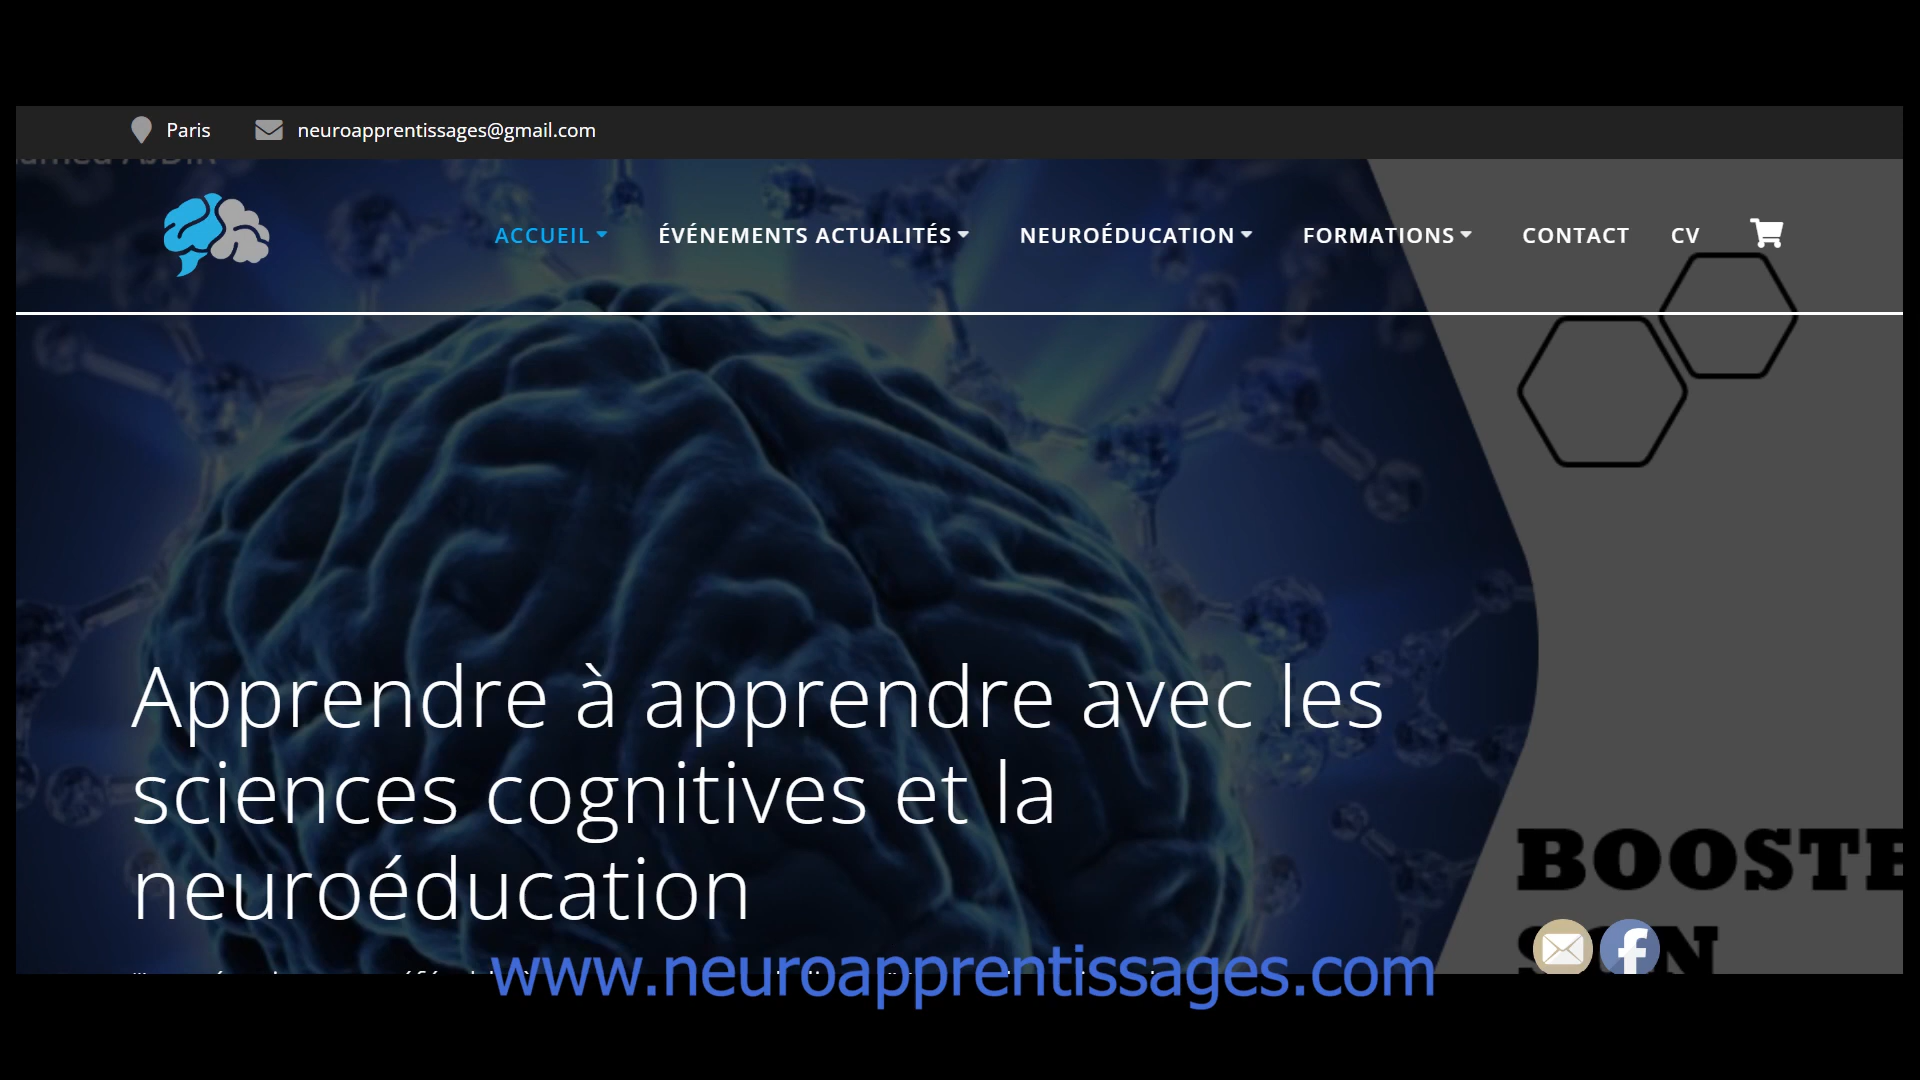 Paris
neuroapprentissages@gmail.com
ACCUEIL
ÉVÉNEMENTS ACTUALITÉS
NEUROÉDUCATION
FORMATIONS
CONTACT
CV
Apprendre à apprendre avec les
sciences cognitives et la
neuroéducation
BOOSTE
SON
www.neuroapprentissages.com